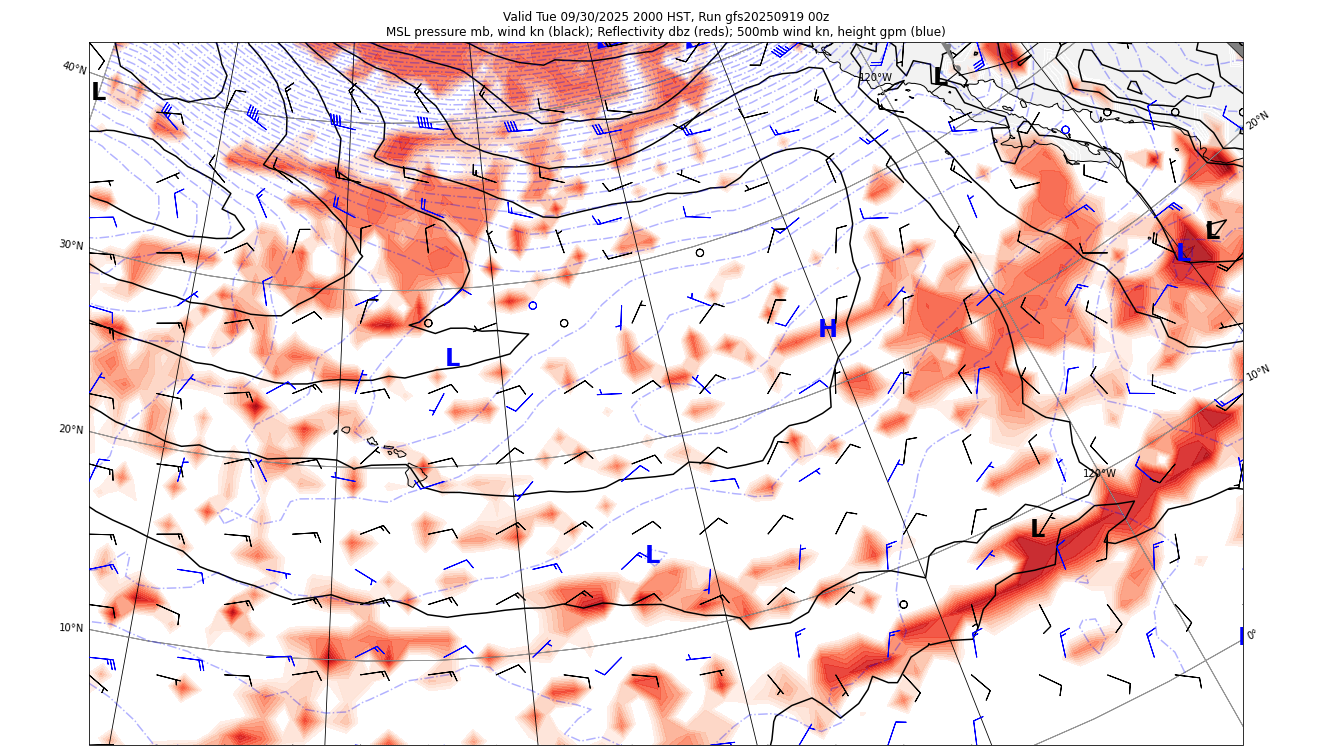 Valid Tue 09/30/2025 2000 HST, Run gfs20250919 00z
MSL pressure mb, wind kn (black); Reflectivity dbz (reds); 500mb wind kn, height gpm (blue)
40°N
L
120°W
L
20°N
30°N
L
L
H
L
10°N
20°N
120°W
L
L
10°N
0°